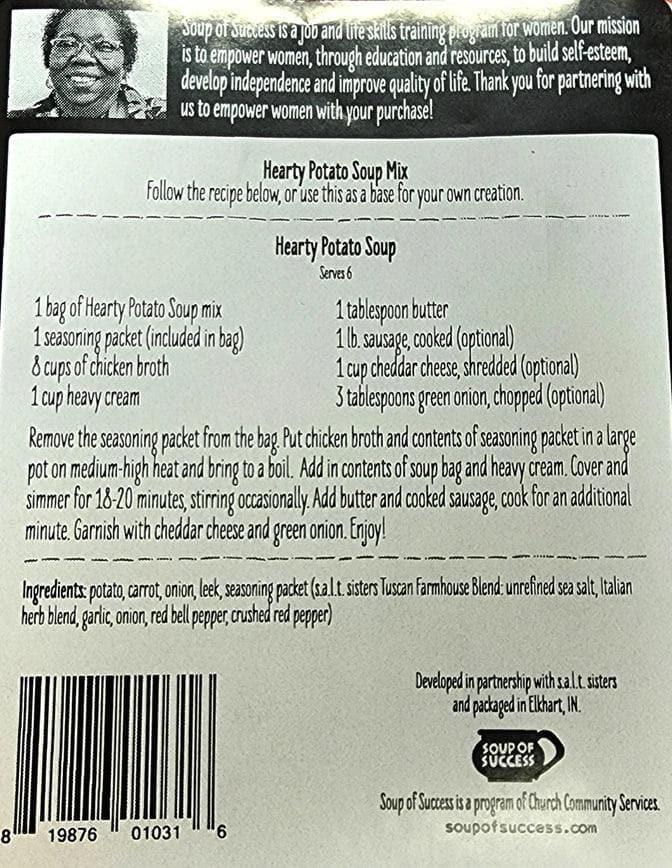 Soup of Success is a job and life skills training program for women. Our mission
is to empower women, through education and resources, to build self-esteem,
develop independence and improve quality of life. Thank you for partnering with
us to empower women with your purchase!
Hearty Potato Soup Mix
Follow the recipe below, or use this as a base for your own creation.
Hearty Potato Soup
Serves 6
1 bag of Hearty Potato Soup mix
1 seasoning packet (included in bag)
8 cups of chicken broth
1 cup heavy cream
1 tablespoon butter
1 lb. sausage, cooked (optional)
1 cup cheddar cheese, shredded (optional)
3 tablespoons green onion, chopped (optional)
Remove the seasoning packet from the bag. Put chicken broth and contents of seasoning packet in a large
pot on medium-high heat and bring to a boil. Add in contents of soup bag and heavy cream. Cover and
simmer for 18-20 minutes, stirring occasionally. Add butter and cooked sausage, cook for an additional
minute. Garnish with cheddar cheese and green onion. Enjoy!
Ingredients: potato, carrot, onion, leek, seasoning packet (s.a.l.t. sisters Tuscan Farmhouse Blend: unrefined sea salt, Italian
herb blend, garlic, onion, red bell pepper, crushed red pepper)
8 19876 01031 6
Developed in partnership with s.a.l.t. sisters
and packaged in Elkhart, IN.
SOUP OF
SUCCESS
Soup of Success is a program of Church Community Services.
soupofsuccess.com